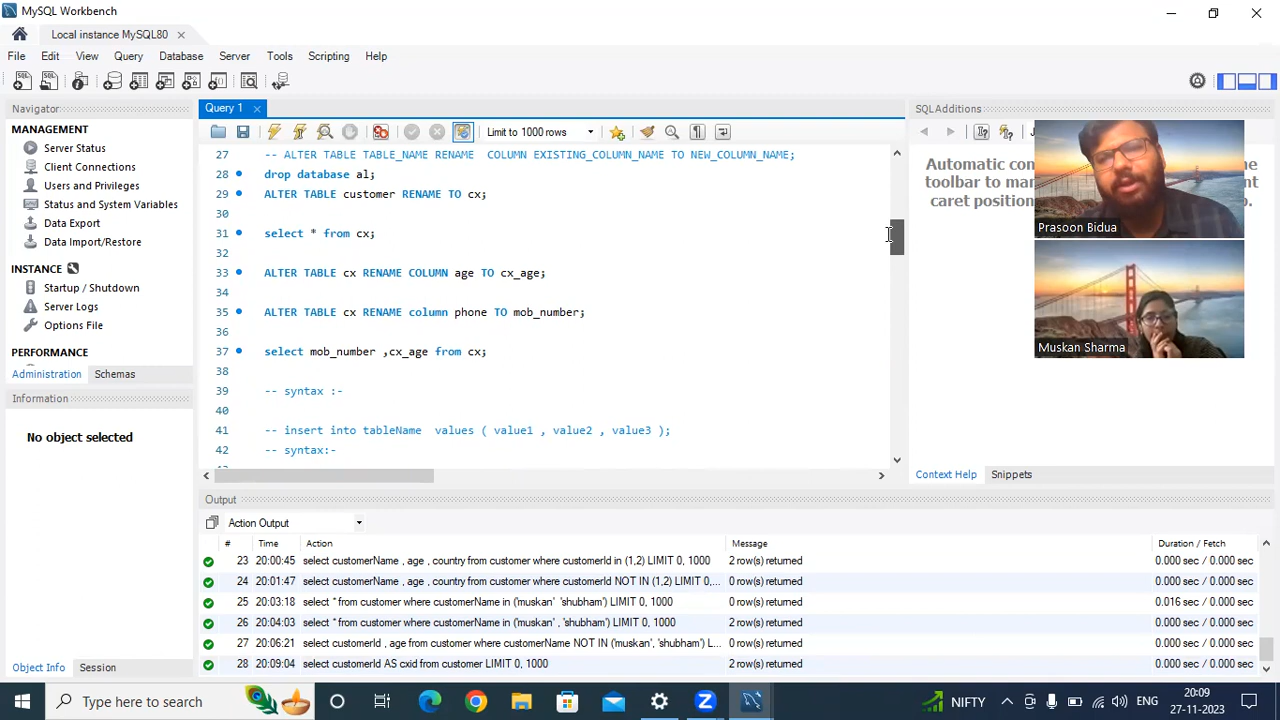 MySQL Workbench
Local instance MySQL80
File Edit View Query Database Server Tools Scripting Help
Navigator
MANAGEMENT
Server Status
Client Connections
Users and Privileges
Status and System Variables
Data Export
Data Import/Restore
INSTANCE
Startup / Shutdown
Server Logs
Options File
PERFORMANCE
Administration Schemas
Information
No object selected
Object Info Session
Query 1
Limit to 1000 rows
27 -- ALTER TABLE TABLE_NAME RENAME COLUMN EXISTING_COLUMN_NAME TO NEW_COLUMN_NAME;
28 drop database al;
29 ALTER TABLE customer RENAME TO cx;
30
31 select * from cx;
32
33 ALTER TABLE cx RENAME COLUMN age TO cx_age;
34
35 ALTER TABLE cx RENAME column phone TO mob_number;
36
37 select mob_number ,cx_age from cx;
38
39 -- syntax :-
40
41 -- insert into tableName values ( value1 , value2 , value3 );
42 -- syntax:-
SQLAdditions
Automatic con
toolbar to mar
caret position
Prasoon Bidua
Muskan Sharma
Context Help Snippets
Output
Action Output
# Time Action Message Duration / Fetch
23 20:00:45 select customerName , age , country from customer where customerId in (1,2) LIMIT 0, 1000 2 row(s) returned 0.000 sec / 0.000 sec
24 20:01:47 select customerName , age , country from customer where customerId NOT IN (1,2) LIMIT 0,... 0 row(s) returned 0.000 sec / 0.000 sec
25 20:03:18 select * from customer where customerName in ('muskan' 'shubham') LIMIT 0, 1000 0 row(s) returned 0.016 sec / 0.000 sec
26 20:04:03 select * from customer where customerName in ('muskan' , 'shubham') LIMIT 0, 1000 2 row(s) returned 0.000 sec / 0.000 sec
27 20:06:21 select customerId , age from customer where customerName NOT IN ('muskan', 'shubham') L... 0 row(s) returned 0.000 sec / 0.000 sec
28 20:09:04 select customerId AS cxid from customer LIMIT 0, 1000 2 row(s) returned 0.000 sec / 0.000 sec
Type here to search
NIFTY
ENG
20:09
27-11-2023